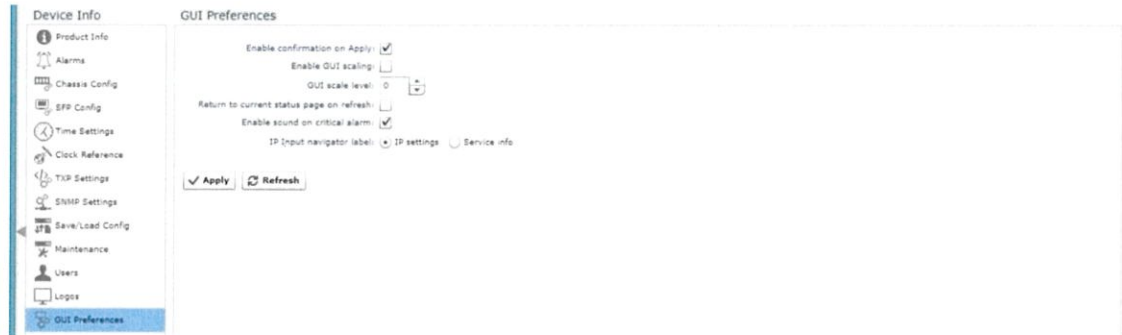 Device Info
Product Info
Alarms
Chassis Config
SFP Config
Time Settings
Clock Reference
TXP Settings
SNMP Settings
Save/Load Config
Maintenance
Users
Logos
GUI Preferences
GUI Preferences
Enable confirmation on Apply:
Enable GUI scaling:
GUI scale level: 0
Return to current status page on refresh:
Enable sound on critical alarm:
IP Input navigator label: IP settings Service info
Apply Refresh